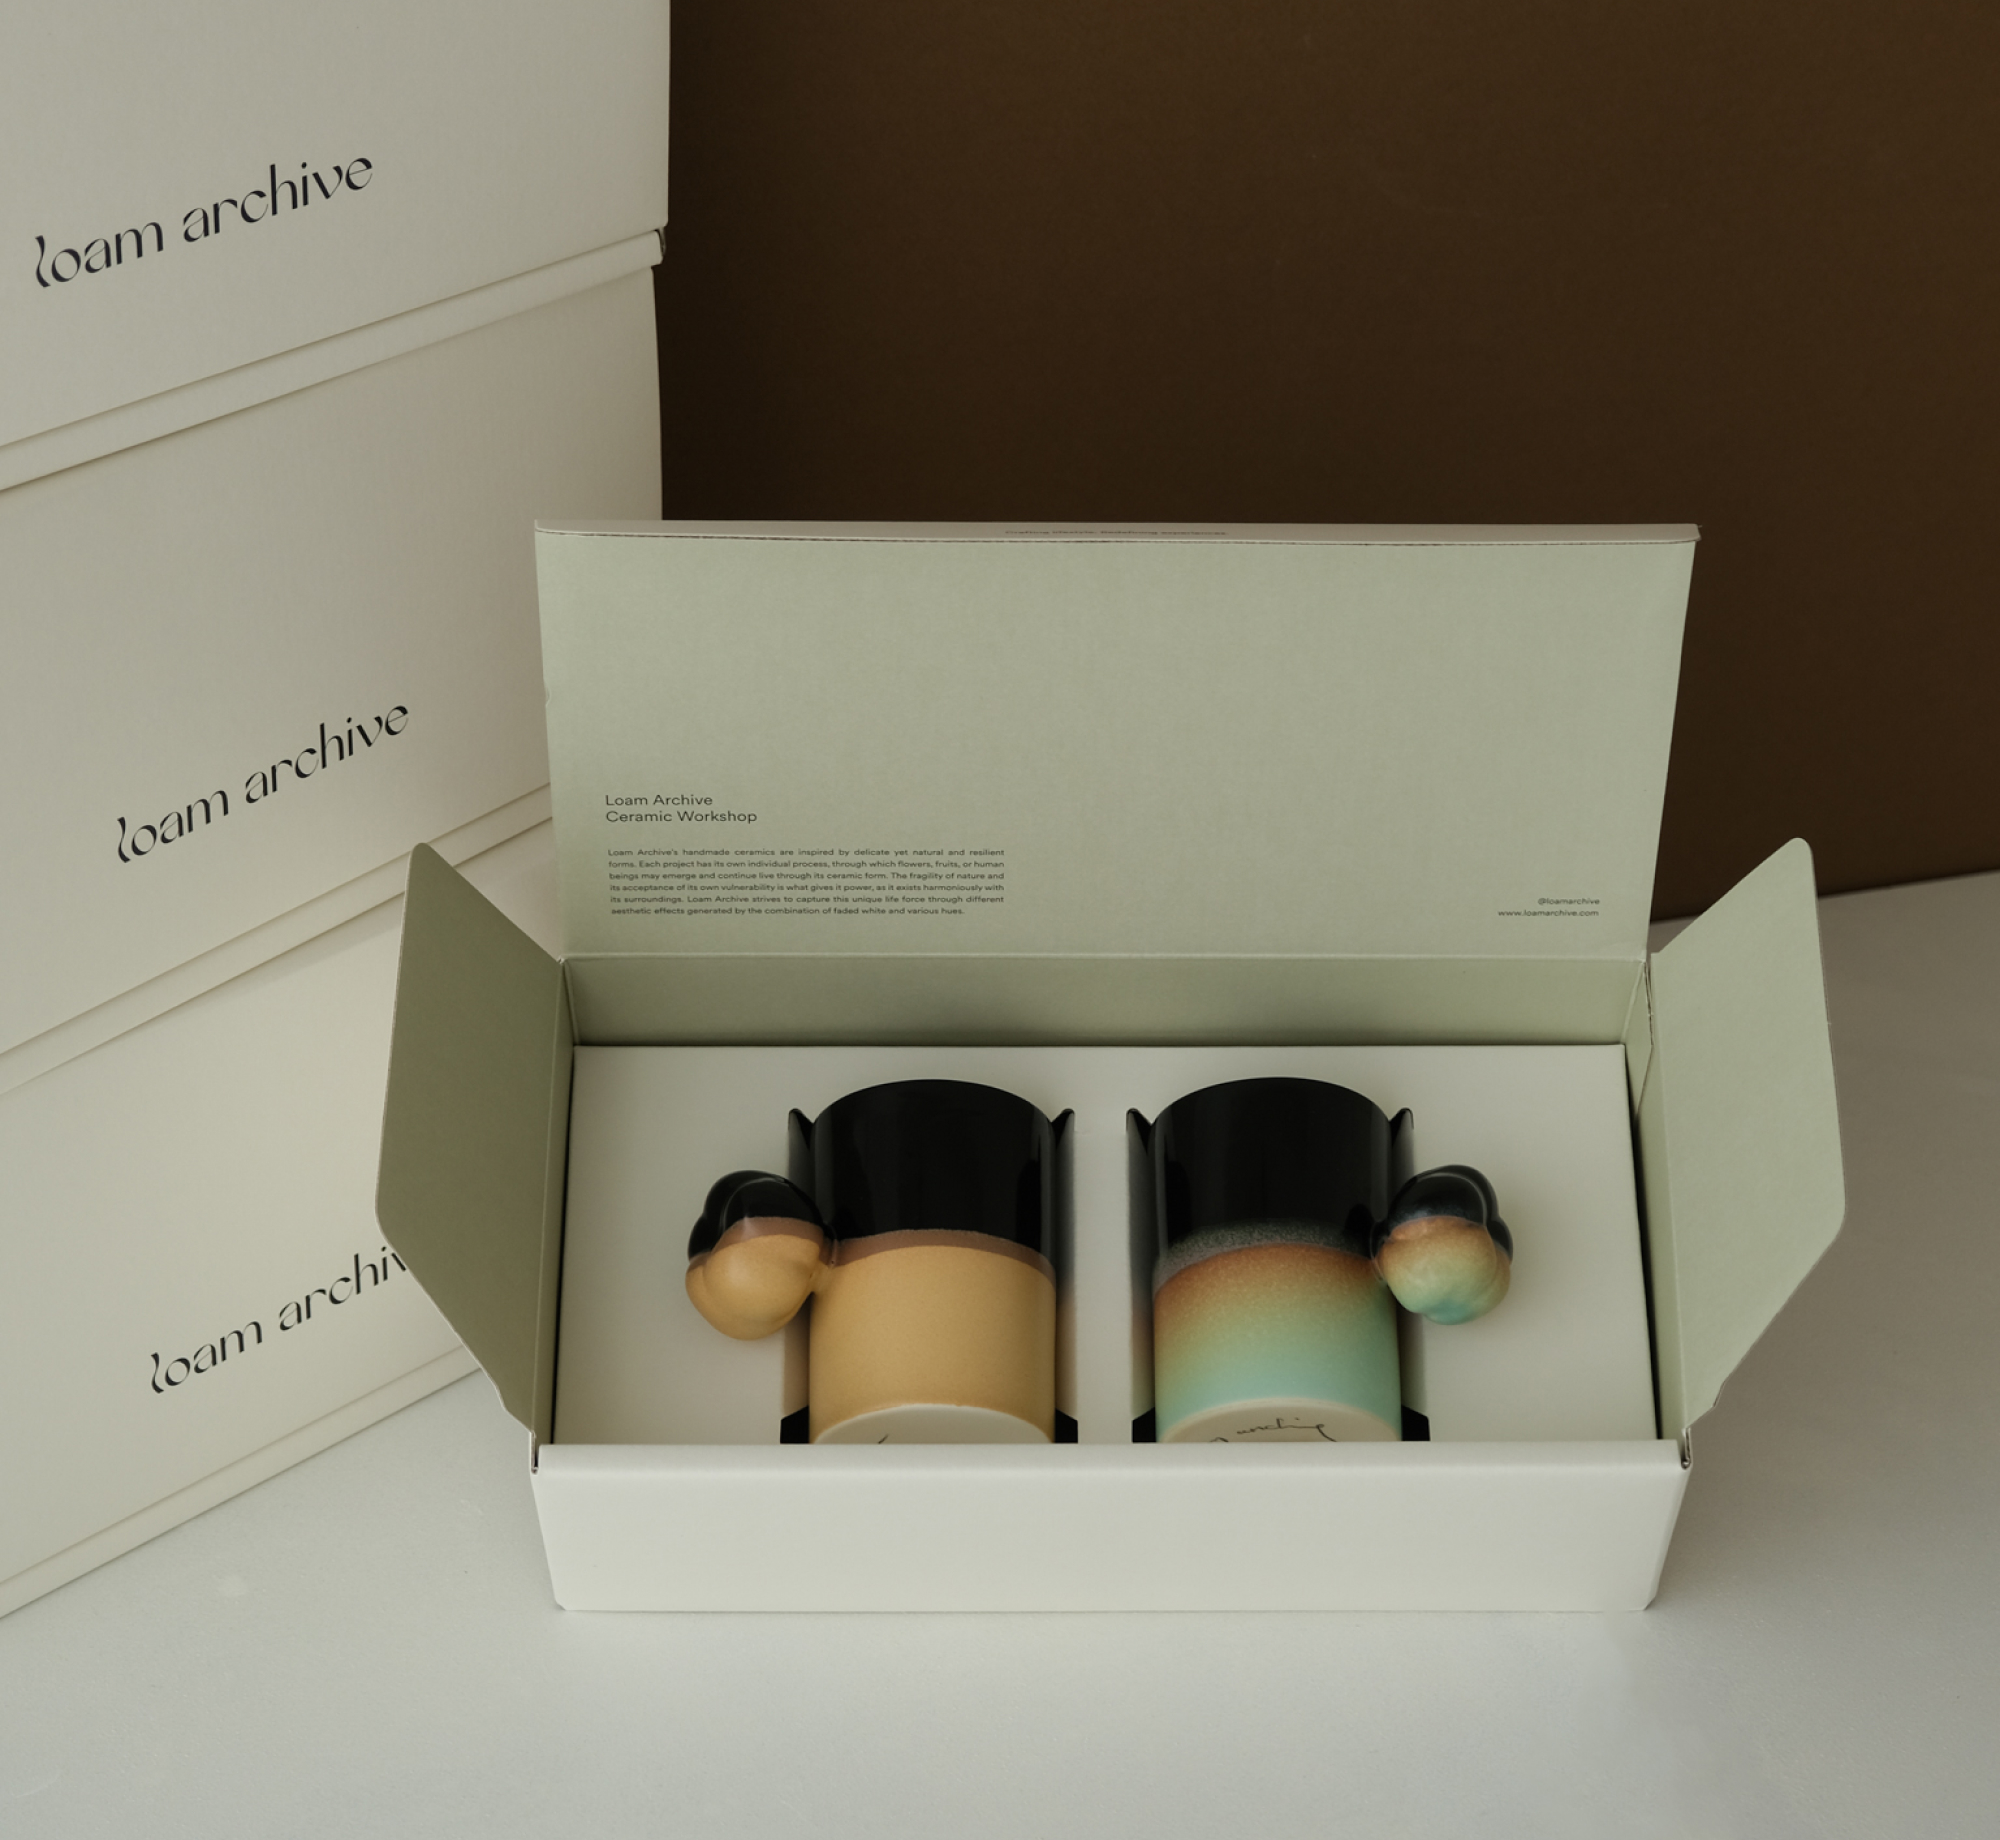 loam archive
loam archive
loam archive
Crafting lifestyle. Redefining experiences.
Loam Archive
Ceramic Workshop
Loam Archive's handmade ceramics are inspired by delicate yet natural and resilient
forms. Each project has its own individual process, through which flowers, fruits, or human
beings may emerge and continue live through its ceramic form. The fragility of nature and
its acceptance of its own vulnerability is what gives it power, as it exists harmoniously with
its surroundings. Loam Archive strives to capture this unique life force through different
aesthetic effects generated by the combination of faded white and various hues.
@loamarchive
www.loamarchive.com